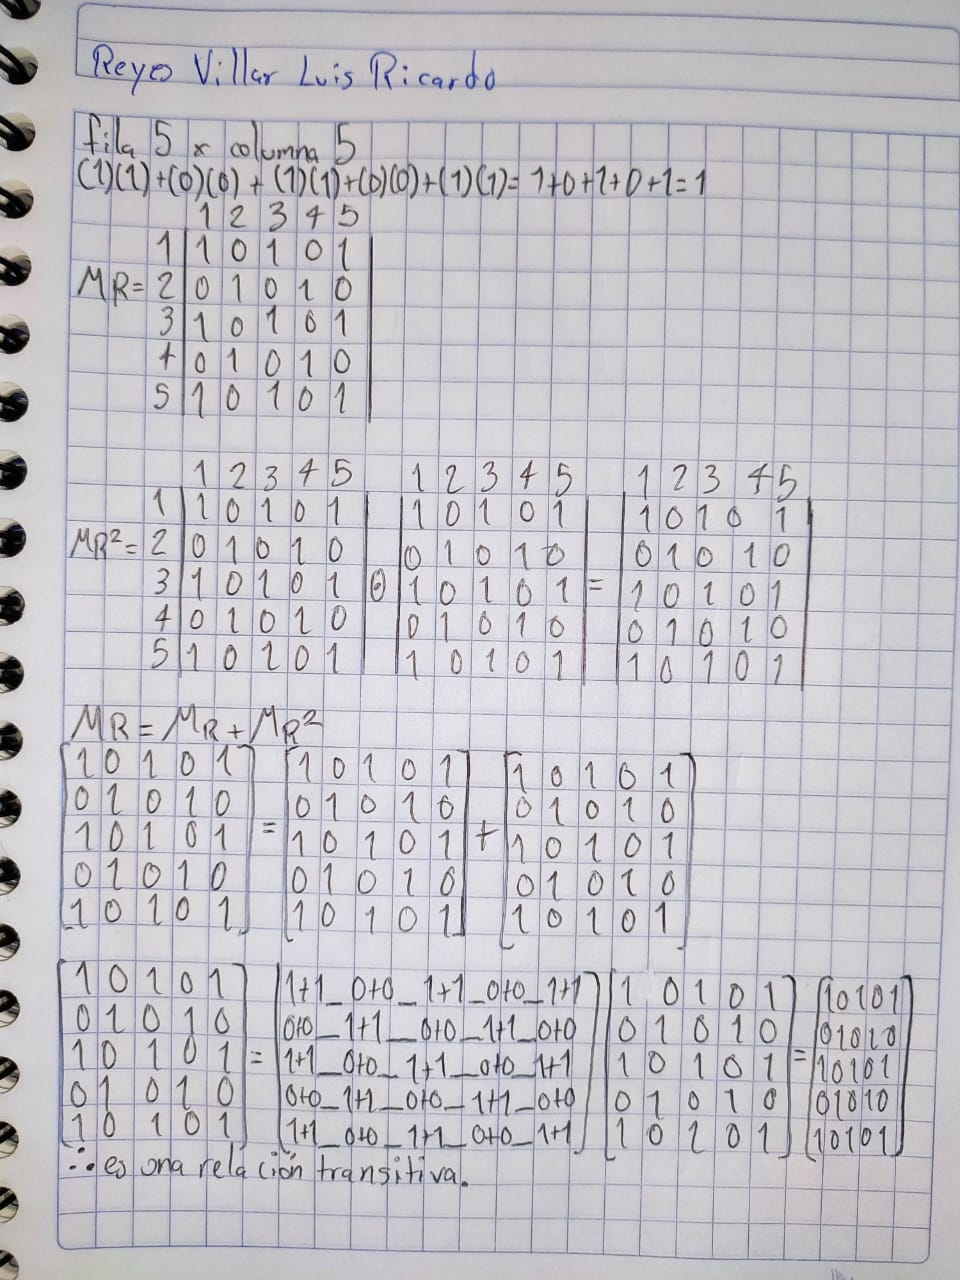 Reyes Villar Luis Ricardo
fila 5 x columna 5
(1)(1)+(0)(0)+(1)(1)+(0)(0)+(1)(1)= 1+0+1+0+1=1
1 2 3 4 5
1 | 1 0 1 0 1 |
MR= 2 | 0 1 0 1 0 |
3 | 1 0 1 0 1 |
4 | 0 1 0 1 0 |
5 | 1 0 1 0 1 |
1 2 3 4 5 1 2 3 4 5 1 2 3 4 5
1 | 1 0 1 0 1 | | 1 0 1 0 1 | | 1 0 1 0 1 |
MR²= 2 | 0 1 0 1 0 | | 0 1 0 1 0 | | 0 1 0 1 0 |
3 | 1 0 1 0 1 | ⊙ | 1 0 1 0 1 | = | 1 0 1 0 1 |
4 | 0 1 0 1 0 | | 0 1 0 1 0 | | 0 1 0 1 0 |
5 | 1 0 1 0 1 | | 1 0 1 0 1 | | 1 0 1 0 1 |
MR = MR + MR²
[1 0 1 0 1] [1 0 1 0 1] [1 0 1 0 1]
0 1 0 1 0 0 1 0 1 0 0 1 0 1 0
1 0 1 0 1 = 1 0 1 0 1 + 1 0 1 0 1
0 1 0 1 0 0 1 0 1 0 0 1 0 1 0
[1 0 1 0 1] [1 0 1 0 1] [1 0 1 0 1]
[1 0 1 0 1] [1+1_0+0_1+1_0+0_1+1] [1 0 1 0 1] [10101]
0 1 0 1 0 0+0_1+1_0+0_1+1_0+0 0 1 0 1 0 01010
1 0 1 0 1 = 1+1_0+0_1+1_0+0_1+1 1 0 1 0 1 = 10101
0 1 0 1 0 0+0_1+1_0+0_1+1_0+0 0 1 0 1 0 01010
[1 0 1 0 1] [1+1_0+0_1+1_0+0_1+1] [1 0 1 0 1] [10101]
∴ es una relación transitiva.